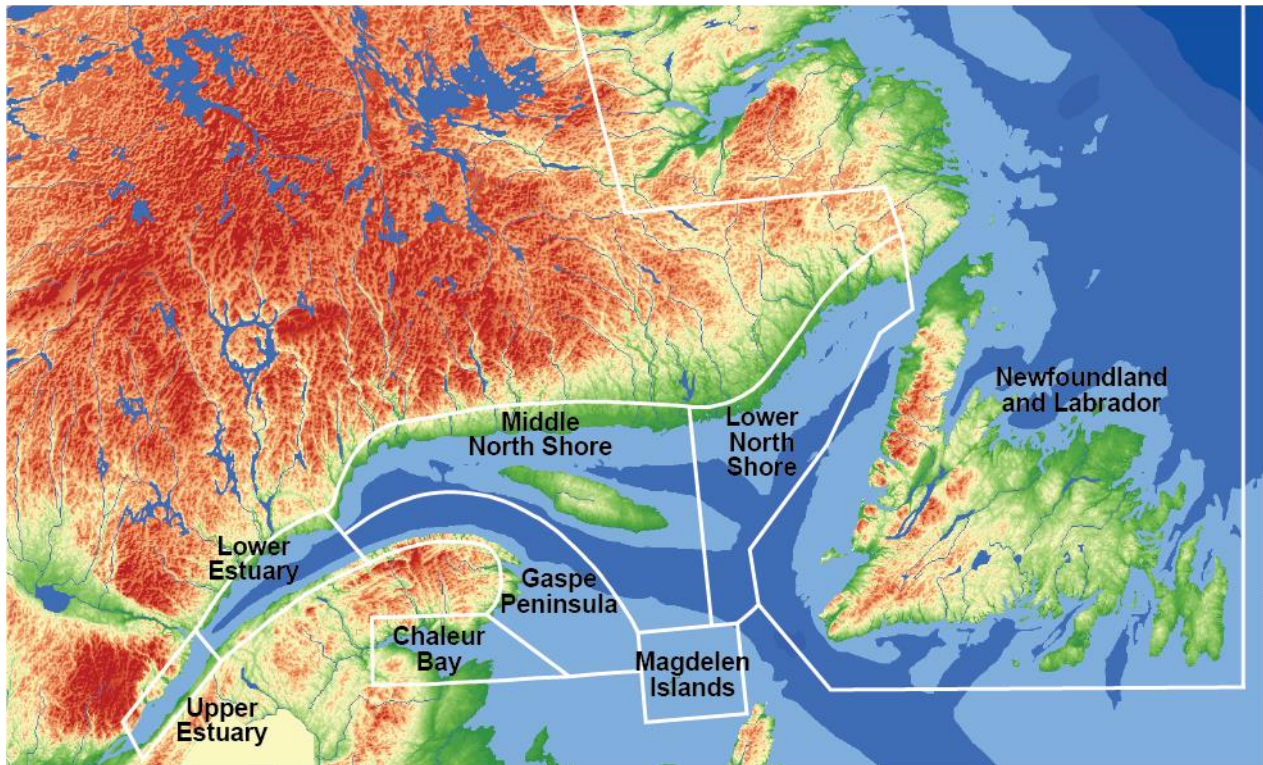 Newfoundland
and Labrador
Middle
North Shore
Lower
North
Shore
Lower
Estuary
Gaspe
Peninsula
Chaleur
Bay
Magdelen
Islands
Upper
Estuary